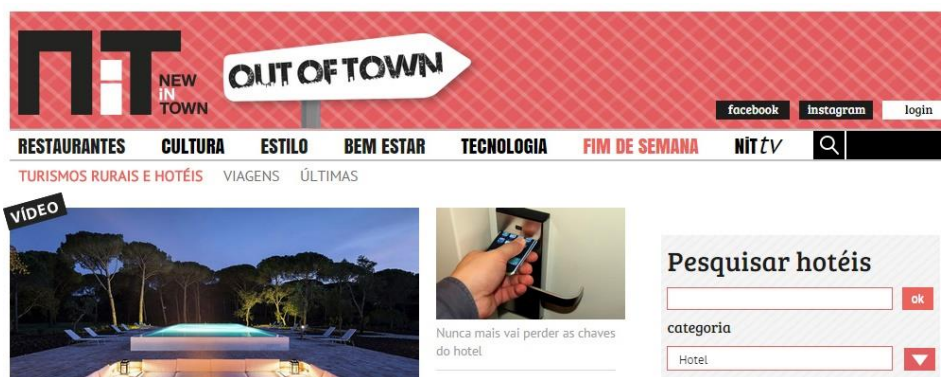 NiT
NEW
iN
TOWN
OUT OF TOWN
facebook instagram login
RESTAURANTES CULTURA ESTILO BEM ESTAR TECNOLOGIA FIM DE SEMANA NiT tv
TURISMOS RURAIS E HOTÉIS VIAGENS ÚLTIMAS
VÍDEO
Nunca mais vai perder as chaves
do hotel
Pesquisar hotéis
ok
categoria
Hotel